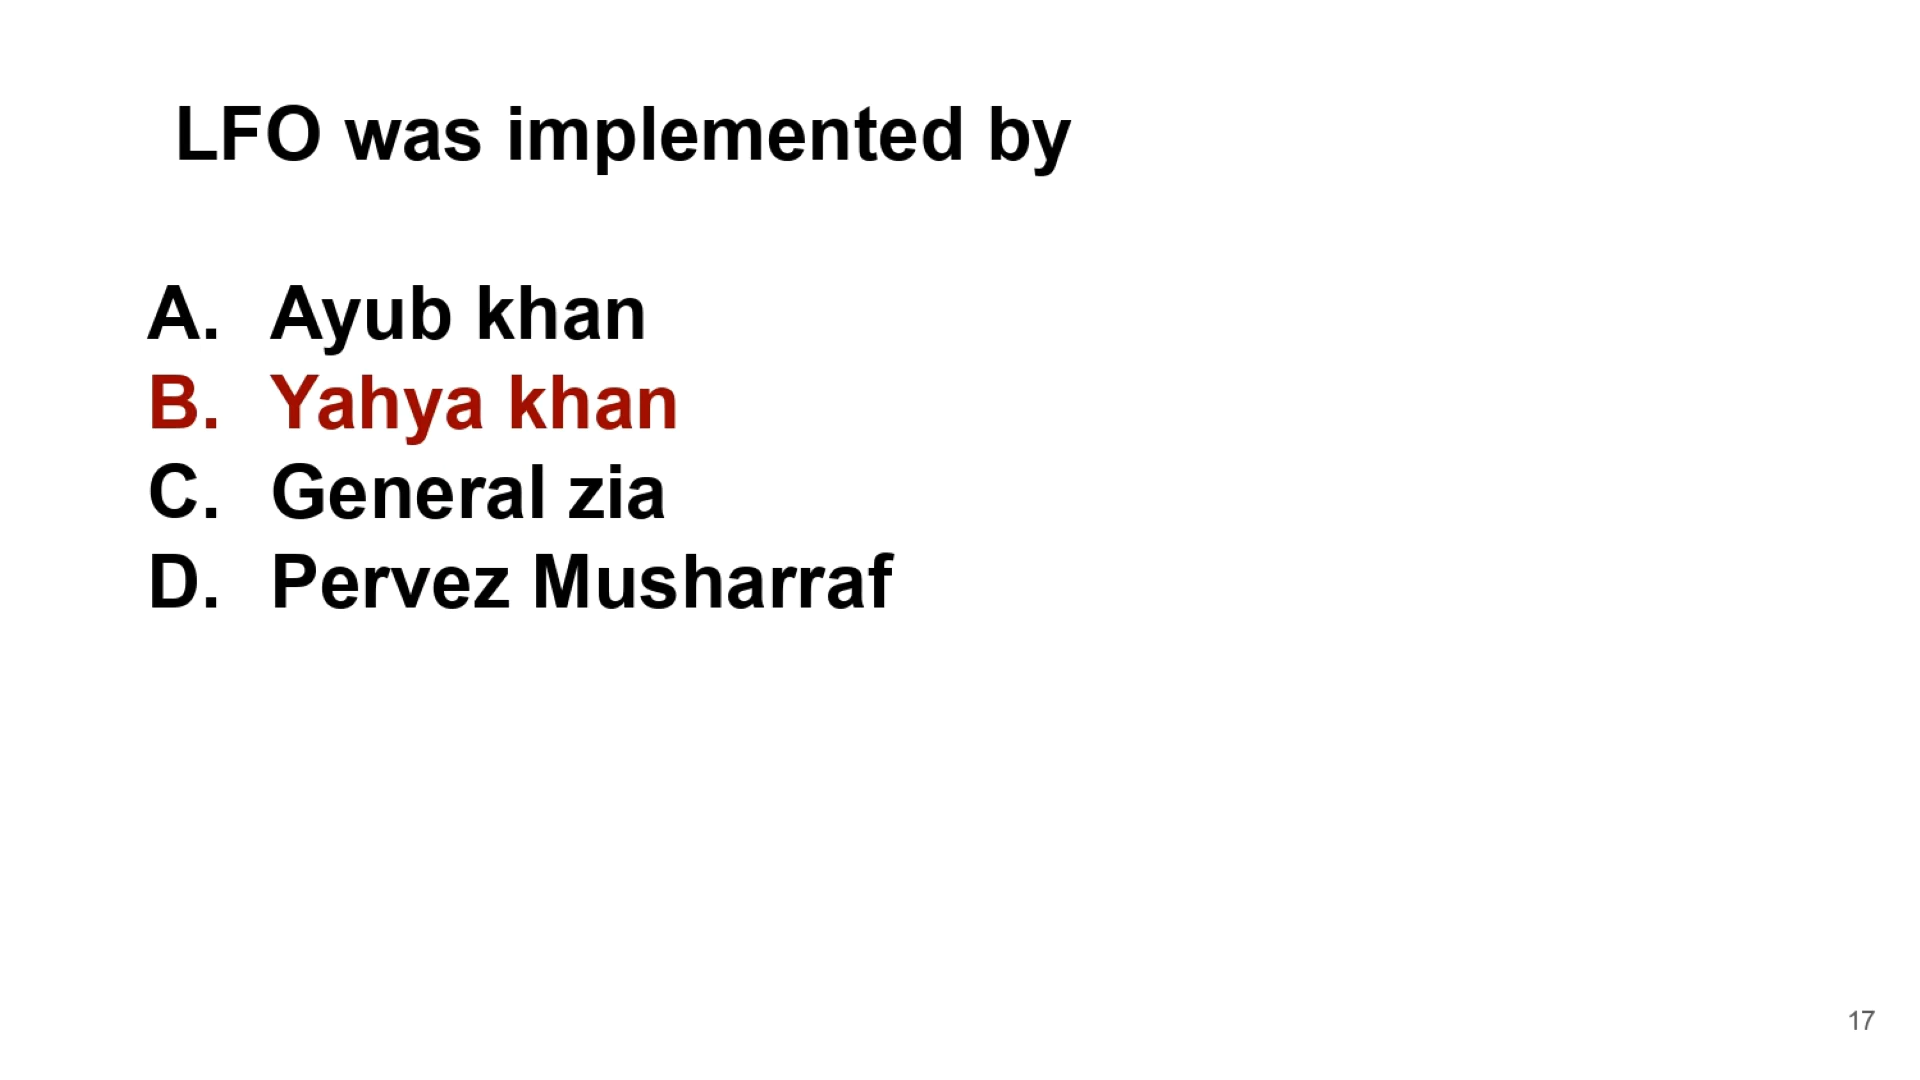 LFO was implemented by
A. Ayub khan
B. Yahya khan
C. General zia
D. Pervez Musharraf
17